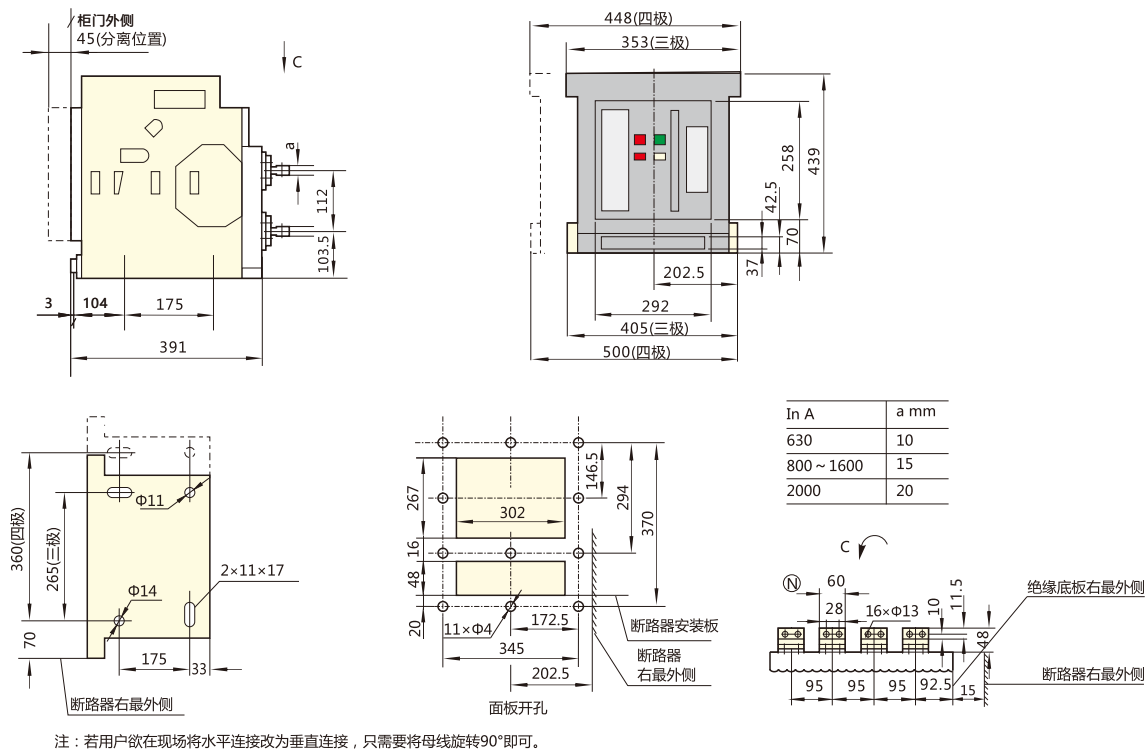 柜门外侧
45(分离位置)
C
a
112
103.5
3
104
175
391
448(四极)
353(三极)
258
439
42.5
70
37
202.5
292
405(三极)
500(四极)
360(四极)
265(三极)
70
Φ11
Φ14
2×11×17
175
33
断路器右最外侧
267
16
48
20
302
146.5
294
370
11×Φ4
172.5
345
202.5
断路器安装板
断路器
右最外侧
面板开孔
In A a mm
630 10
800～1600 15
2000 20
C
N
60
28
16×Φ13
10
11.5
48
绝缘底板右最外侧
断路器右最外侧
95
95
95
92.5
15
注：若用户欲在现场将水平连接改为垂直连接，只需要将母线旋转90°即可。